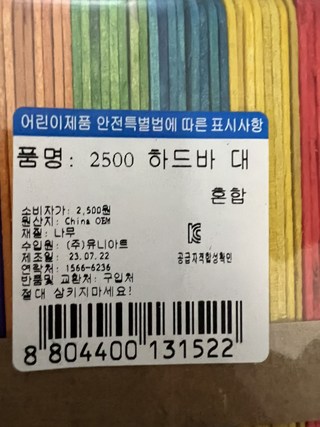 어린이제품 안전특별법에 따른 표시사항
품명: 2500 하드바 대
혼합
소비자가: 2,500원
원산지: China OEM
재질: 나무
수입원: (주)유니아트
제조일: 23.07.22
연락처: 1566-6236
반품및 교환처: 구입처
절대 삼키지마세요!
공급자적합성확인
8 804400 131522